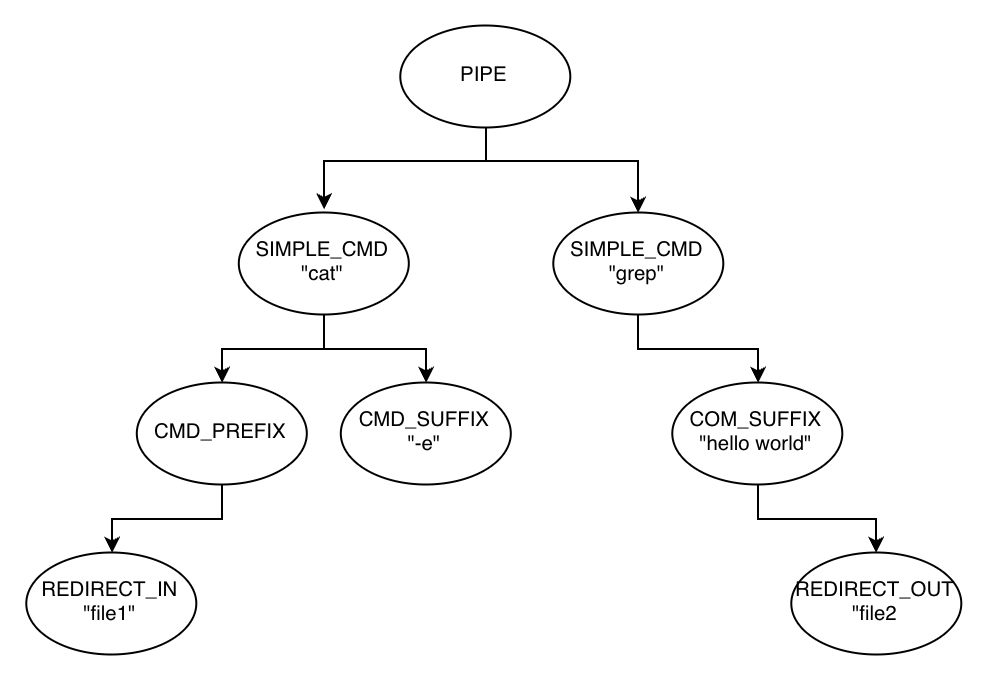 PIPE
SIMPLE_CMD
"cat"
SIMPLE_CMD
"grep"
CMD_PREFIX
CMD_SUFFIX
"-e"
COM_SUFFIX
"hello world"
REDIRECT_IN
"file1"
REDIRECT_OUT
"file2